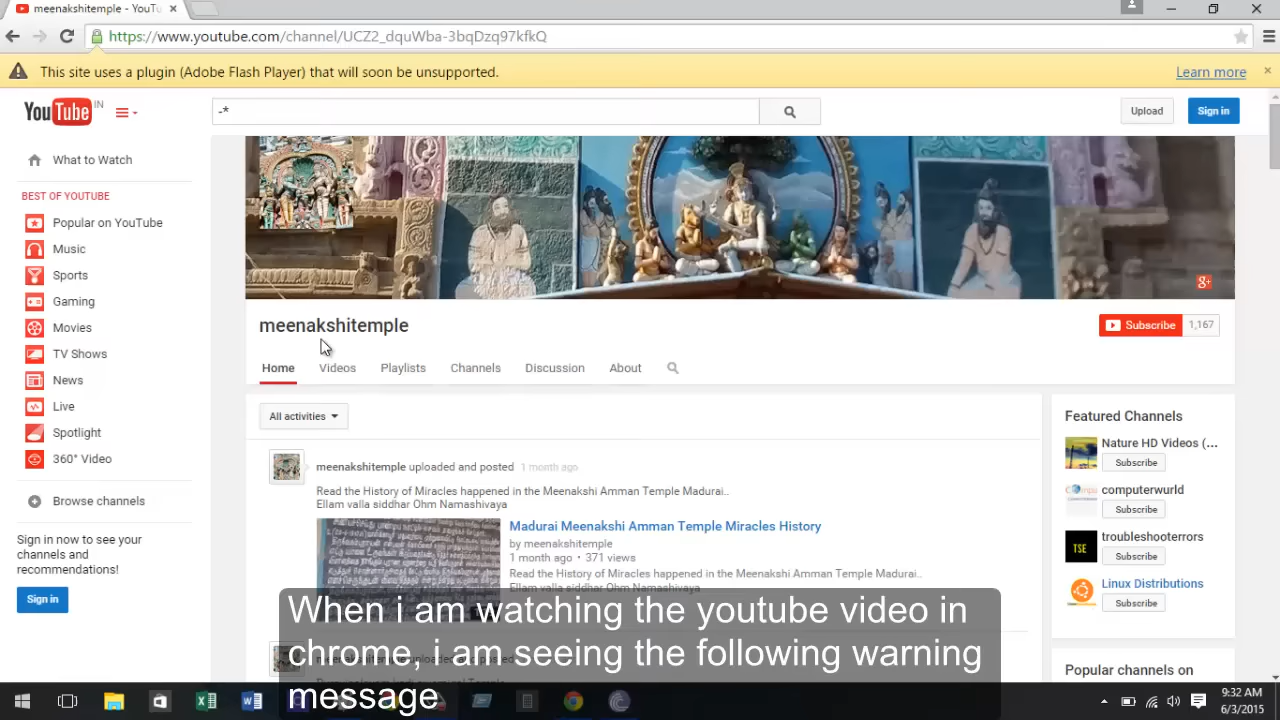 meenakshitemple - YouTu
https://www.youtube.com/channel/UCZ2_dquWba-3bqDzq97kfkQ
This site uses a plugin (Adobe Flash Player) that will soon be unsupported.
Learn more
YouTube IN
-*
Upload
Sign in
What to Watch
BEST OF YOUTUBE
Popular on YouTube
Music
Sports
Gaming
Movies
TV Shows
News
Live
Spotlight
360° Video
Browse channels
Sign in now to see your
channels and
recommendations!
Sign in
g+
meenakshitemple
Subscribe 1,167
Home Videos Playlists Channels Discussion About
All activities
meenakshitemple uploaded and posted 1 month ago
Read the History of Miracles happened in the Meenakshi Amman Temple Madurai..
Ellam valla siddhar Ohm Namashivaya
Madurai Meenakshi Amman Temple Miracles History
by meenakshitemple
1 month ago • 371 views
Read the History of Miracles happened in the Meenakshi Amman Temple Madurai..
Ellam valla siddhar Ohm Namashivaya
Featured Channels
Nature HD Videos (...
Subscribe
computerwurld
Subscribe
troubleshooterrors
TSE
Subscribe
Linux Distributions
Subscribe
Popular channels on
When i am watching the youtube video in
chrome, i am seeing the following warning
message
9:32 AM
6/3/2015